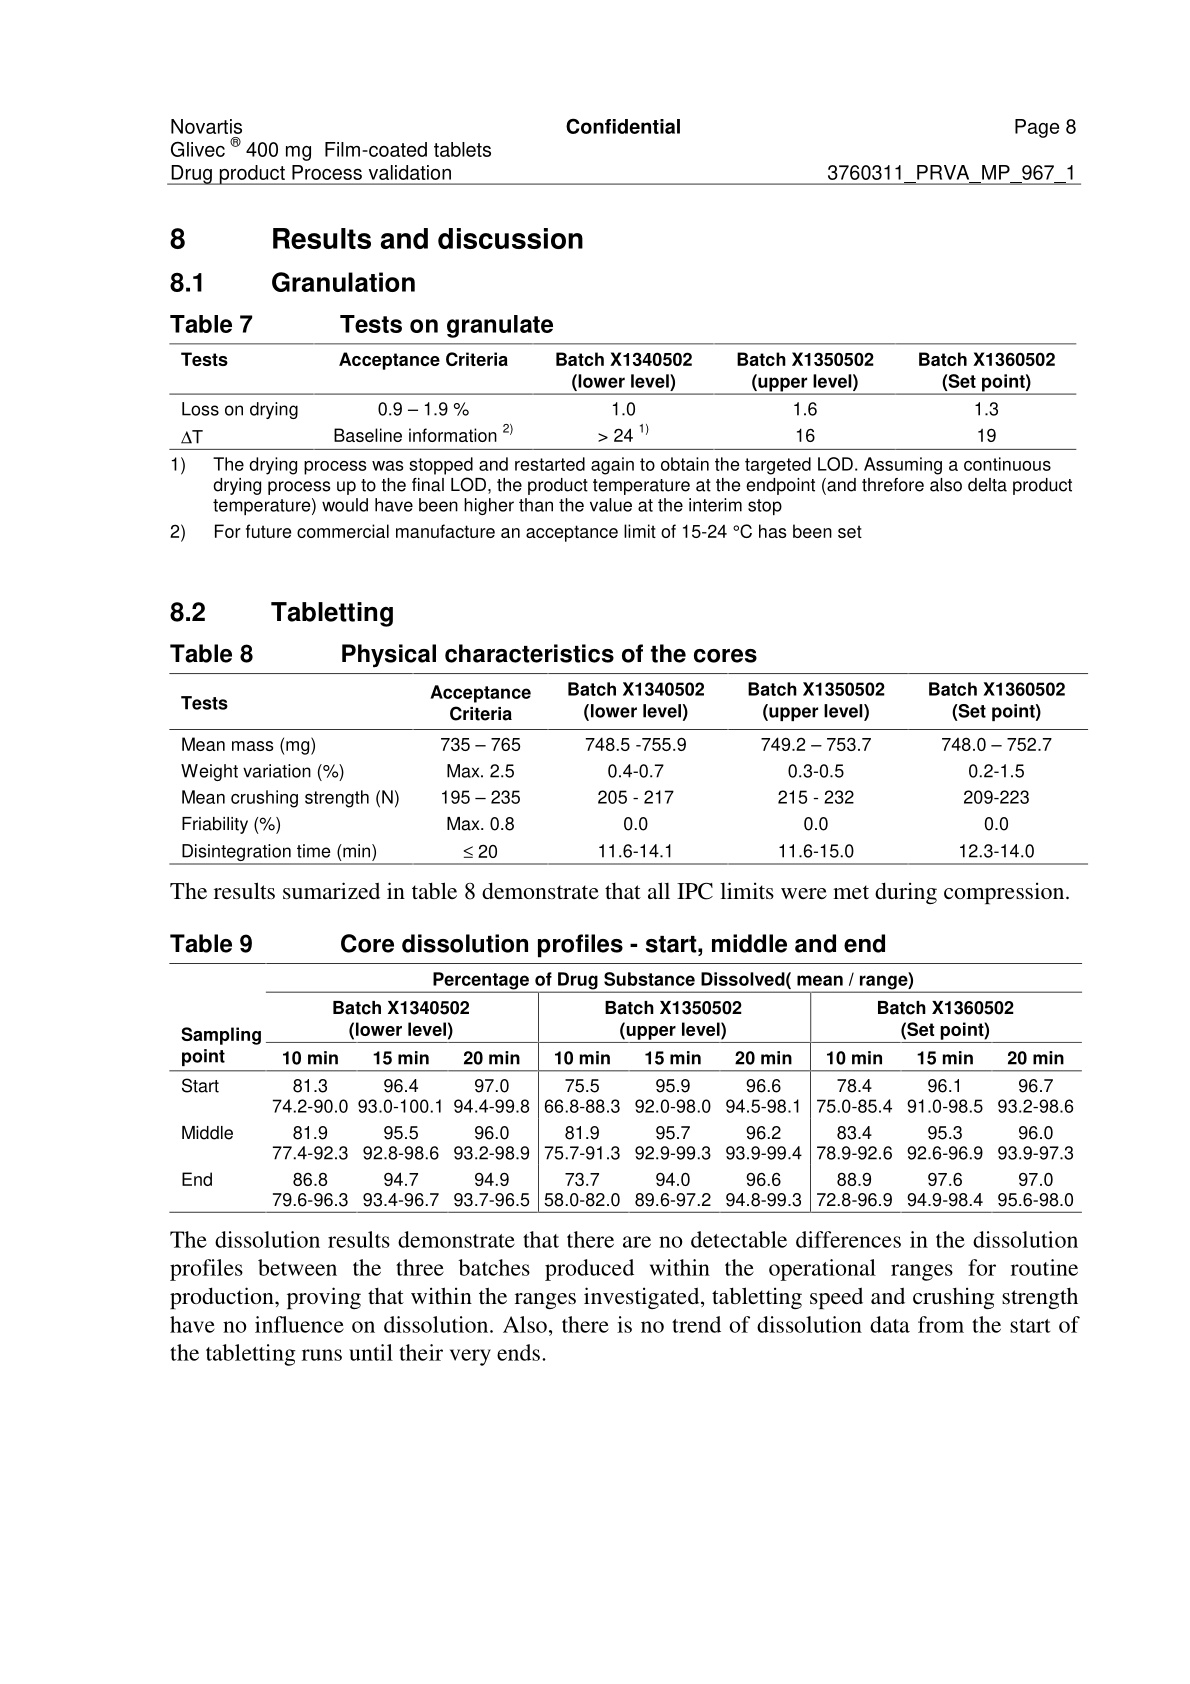 Novartis Confidential Page 8
Glivec ® 400 mg Film-coated tablets
Drug product Process validation 3760311_PRVA_MP_967_1
8 Results and discussion
8.1 Granulation
Table 7 Tests on granulate
Tests Acceptance Criteria Batch X1340502 Batch X1350502 Batch X1360502
(lower level) (upper level) (Set point)
Loss on drying 0.9 – 1.9 % 1.0 1.6 1.3
ΔT Baseline information 2) > 24 1) 16 19
1) The drying process was stopped and restarted again to obtain the targeted LOD. Assuming a continuous
drying process up to the final LOD, the product temperature at the endpoint (and threfore also delta product
temperature) would have been higher than the value at the interim stop
2) For future commercial manufacture an acceptance limit of 15-24 °C has been set
8.2 Tabletting
Table 8 Physical characteristics of the cores
Tests Acceptance Criteria Batch X1340502 Batch X1350502 Batch X1360502
(lower level) (upper level) (Set point)
Mean mass (mg) 735 – 765 748.5 -755.9 749.2 – 753.7 748.0 – 752.7
Weight variation (%) Max. 2.5 0.4-0.7 0.3-0.5 0.2-1.5
Mean crushing strength (N) 195 – 235 205 - 217 215 - 232 209-223
Friability (%) Max. 0.8 0.0 0.0 0.0
Disintegration time (min) ≤ 20 11.6-14.1 11.6-15.0 12.3-14.0
The results sumarized in table 8 demonstrate that all IPC limits were met during compression.
Table 9 Core dissolution profiles - start, middle and end
Percentage of Drug Substance Dissolved( mean / range)
Batch X1340502 Batch X1350502 Batch X1360502
(lower level) (upper level) (Set point)
Sampling
point 10 min 15 min 20 min 10 min 15 min 20 min 10 min 15 min 20 min
Start 81.3 96.4 97.0 75.5 95.9 96.6 78.4 96.1 96.7
74.2-90.0 93.0-100.1 94.4-99.8 66.8-88.3 92.0-98.0 94.5-98.1 75.0-85.4 91.0-98.5 93.2-98.6
Middle 81.9 95.5 96.0 81.9 95.7 96.2 83.4 95.3 96.0
77.4-92.3 92.8-98.6 93.2-98.9 75.7-91.3 92.9-99.3 93.9-99.4 78.9-92.6 92.6-96.9 93.9-97.3
End 86.8 94.7 94.9 73.7 94.0 96.6 88.9 97.6 97.0
79.6-96.3 93.4-96.7 93.7-96.5 58.0-82.0 89.6-97.2 94.8-99.3 72.8-96.9 94.9-98.4 95.6-98.0
The dissolution results demonstrate that there are no detectable differences in the dissolution
profiles between the three batches produced within the operational ranges for routine
production, proving that within the ranges investigated, tabletting speed and crushing strength
have no influence on dissolution. Also, there is no trend of dissolution data from the start of
the tabletting runs until their very ends.